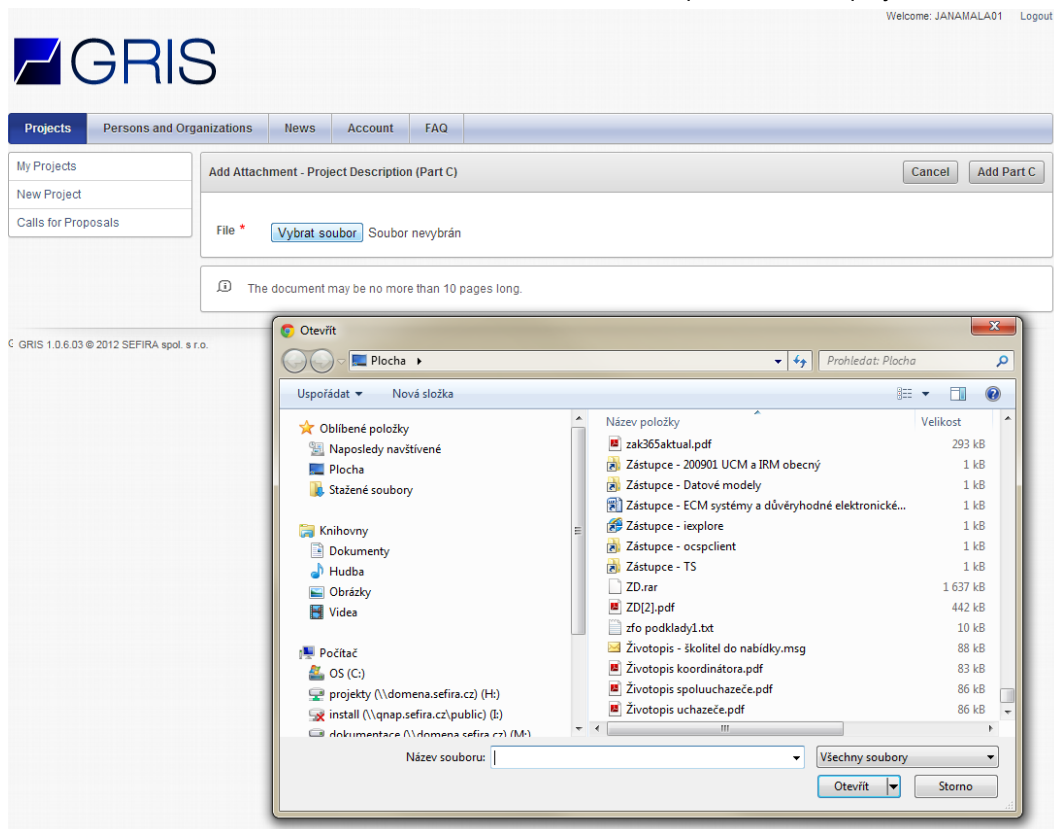 Welcome: JANAMALA01 Logout
GRIS
Projects Persons and Organizations News Account FAQ
My Projects
New Project
Calls for Proposals
Add Attachment - Project Description (Part C) Cancel Add Part C
File * Vybrat soubor Soubor nevybrán
The document may be no more than 10 pages long.
GRIS 1.0.6.03 © 2012 SEFIRA spol. s r.o.
Otevřít
Plocha Prohledat: Plocha
Uspořádat Nová složka
Oblíbené položky
Naposledy navštívené
Plocha
Stažené soubory
Knihovny
Dokumenty
Hudba
Obrázky
Videa
Počítač
OS (C:)
projekty (\\domena.sefira.cz) (H:)
install (\\qnap.sefira.cz\public) (I:)
dokumentace (\\domena.sefira.cz) (M:)
Název položky Velikost
zak365aktual.pdf 293 kB
Zástupce - 200901 UCM a IRM obecný 1 kB
Zástupce - Datové modely 1 kB
Zástupce - ECM systémy a důvěryhodné elektronické... 1 kB
Zástupce - iexplore 1 kB
Zástupce - ocspclient 1 kB
Zástupce - TS 1 kB
ZD.rar 1 637 kB
ZD[2].pdf 442 kB
zfo podklady1.txt 10 kB
Životopis - školitel do nabídky.msg 88 kB
Životopis koordinátora.pdf 83 kB
Životopis spoluuchazeče.pdf 86 kB
Životopis uchazeče.pdf 86 kB
Název souboru: Všechny soubory
Otevřít Storno